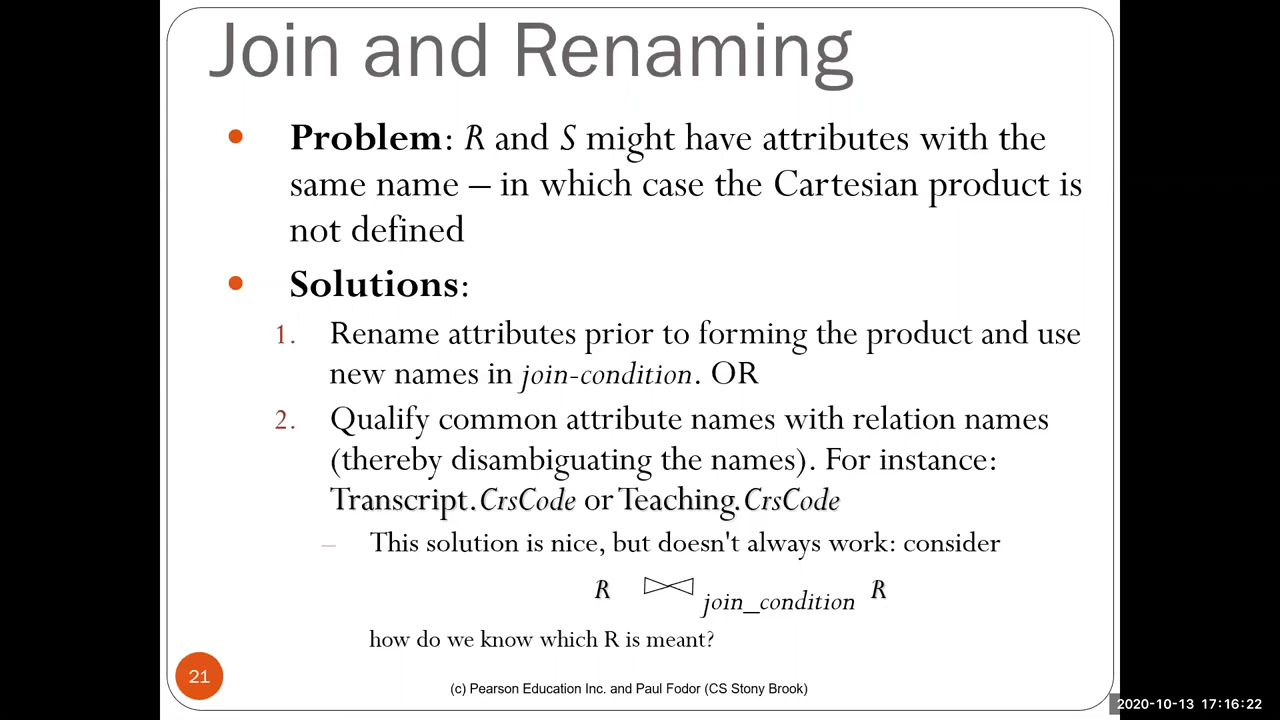 Join and Renaming
• Problem: R and S might have attributes with the
same name – in which case the Cartesian product is
not defined
• Solutions:
1. Rename attributes prior to forming the product and use
new names in join-condition. OR
2. Qualify common attribute names with relation names
(thereby disambiguating the names). For instance:
Transcript.CrsCode or Teaching.CrsCode
– This solution is nice, but doesn't always work: consider
R ⋈ join_condition R
how do we know which R is meant?
21
(c) Pearson Education Inc. and Paul Fodor (CS Stony Brook)
2020-10-13 17:16:22